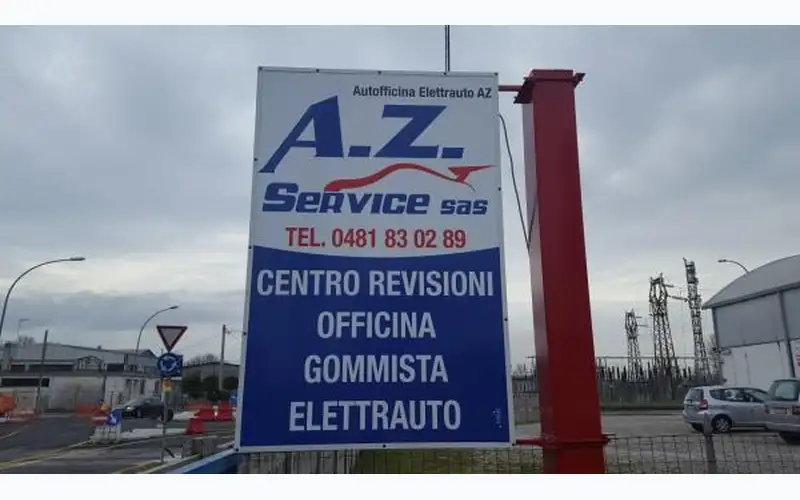 Autofficina Elettrauto AZ
A.Z.
SERVICE sas
TEL. 0481 83 02 89
CENTRO REVISIONI
OFFICINA
GOMMISTA
ELETTRAUTO